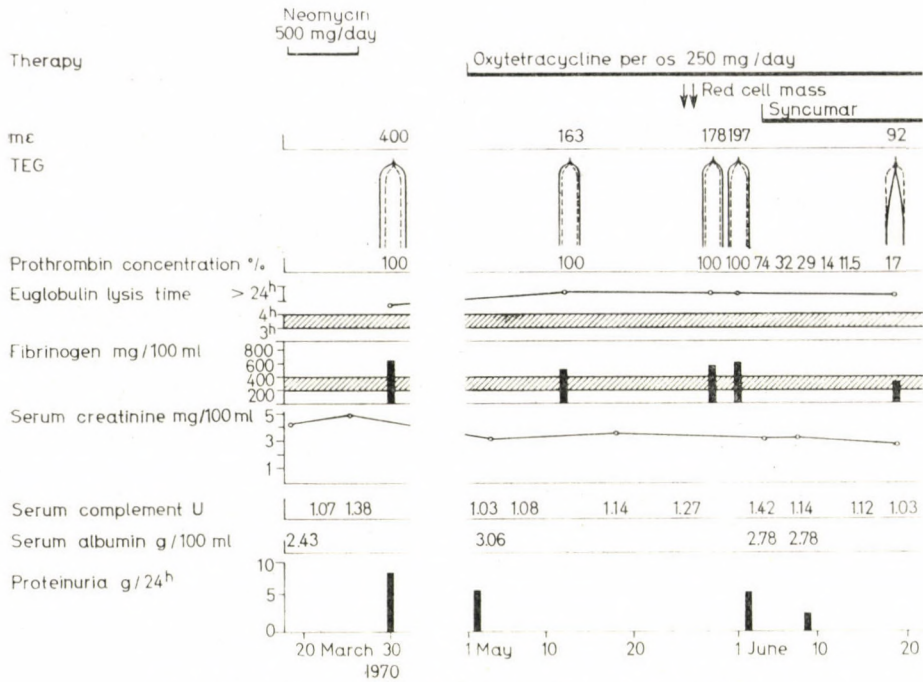 Neomycin
500 mg/day
Therapy
Oxytetracycline per os 250 mg/day
Red cell mass
Syncumar
mε 400 163 178 197 92
TEG
Prothrombin concentration % 100 100 100 100 74 32 29 14 11.5 17
Euglobulin lysis time > 24h
4h
3h
Fibrinogen mg/100 ml 800
600
400
200
Serum creatinine mg/100 ml 5
3
1
Serum complement U 1.07 1.38 1.03 1.08 1.14 1.27 1.42 1.14 1.12 1.03
Serum albumin g/100 ml 2.43 3.06 2.78 2.78
Proteinuria g/24h 10
5
0
20 March 30 1 May 10 20 1 June 10 20
1970